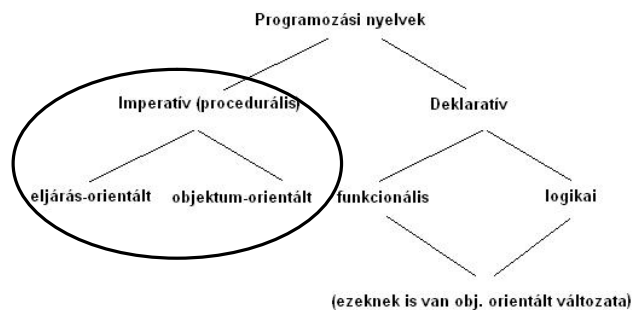 Programozási nyelvek
Imperatív (procedurális)
Deklaratív
eljárás-orientált
objektum-orientált
funkcionális
logikai
(ezeknek is van obj. orientált változata)